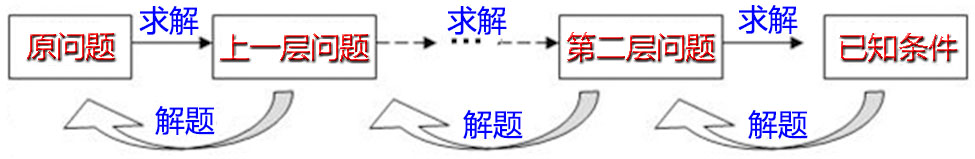 求解 求解 求解
原问题 上一层问题 ... 第二层问题 已知条件
解题 解题 解题